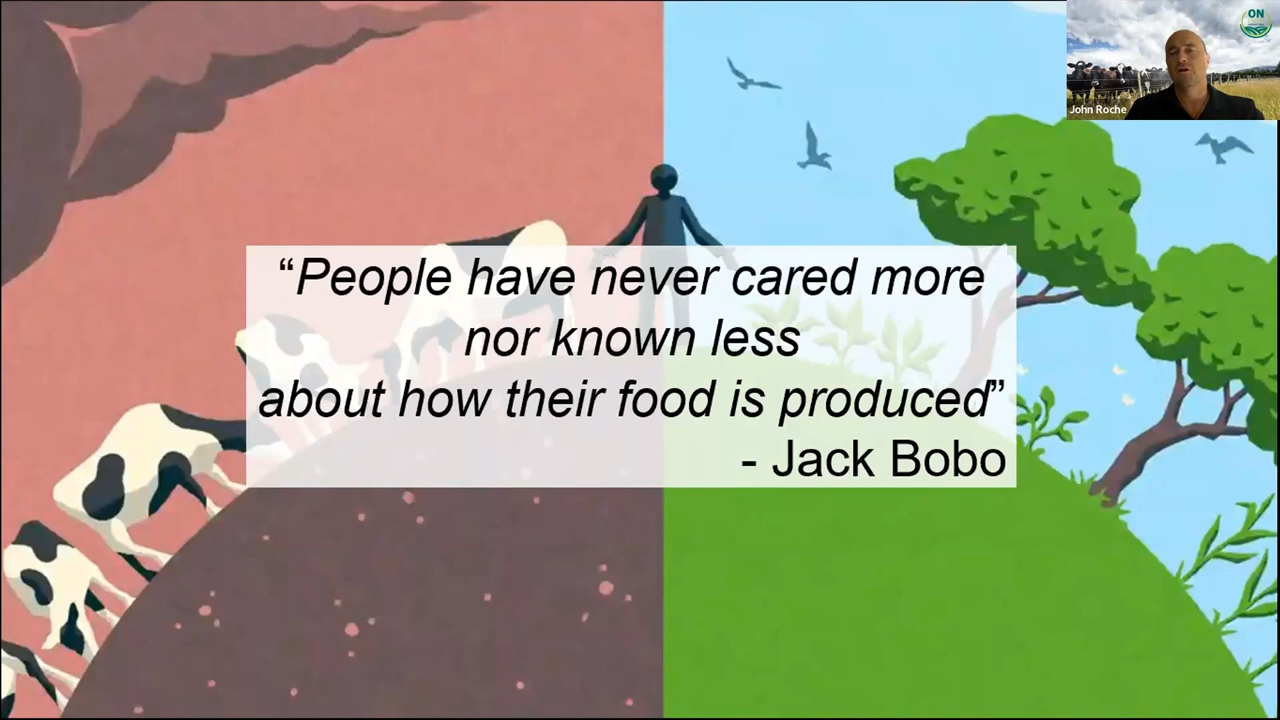 ON
John Roche
“People have never cared more
nor known less
about how their food is produced”
- Jack Bobo